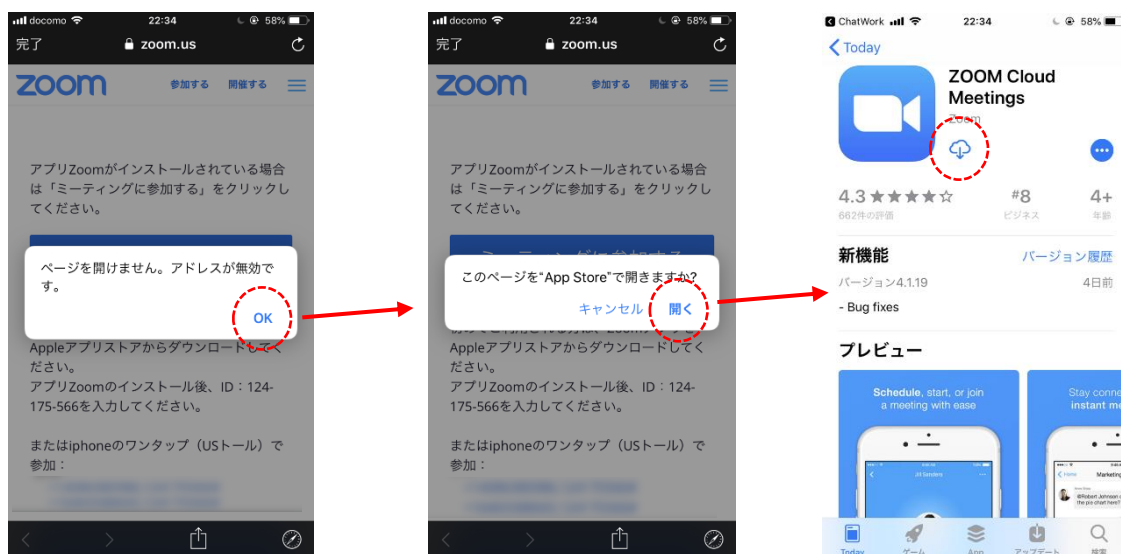 docomo 22:34 58%
完了 zoom.us
zoom 参加する 開催する
アプリZoomがインストールされている場合
は「ミーティングに参加する」をクリックし
てください。
ページを開けません。アドレスが無効で
す。
OK
Appleアプリストアからダウンロードしてく
ださい。
アプリZoomのインストール後、ID：124-
175-566を入力してください。
またはiphoneのワンタップ（USトール）で
参加：
docomo 22:34 58%
完了 zoom.us
zoom 参加する 開催する
アプリZoomがインストールされている場合
は「ミーティングに参加する」をクリックし
てください。
このページを"App Store"で開きますか?
キャンセル 開く
Appleアプリストアからダウンロードしてく
ださい。
アプリZoomのインストール後、ID：124-
175-566を入力してください。
またはiphoneのワンタップ（USトール）で
参加：
ChatWork 22:34 58%
Today
ZOOM Cloud
Meetings
Zoom
4.3 ★★★★☆ #8 4+
662件の評価 ビジネス 年齢
新機能 バージョン履歴
バージョン4.1.19 4日前
- Bug fixes
プレビュー
Schedule, start, or join
a meeting with ease
Stay conne
instant me
Jill Sanders
Home Marketing
@Robert Johnson
the pie chart here?
Today ゲーム App アップデート 検索